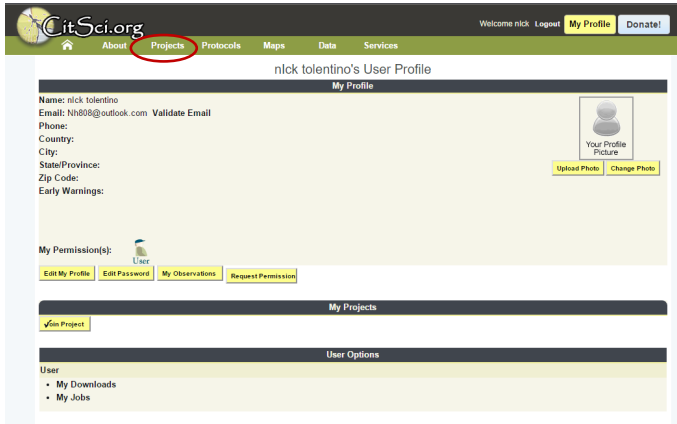 CitSci.org
Welcome nIck Logout My Profile Donate!
About Projects Protocols Maps Data Services
nIck tolentino's User Profile
My Profile
Name: nIck tolentino
Email: Nh808@outlook.com Validate Email
Phone:
Country:
City:
State/Province:
Zip Code:
Early Warnings:
Your Profile
Picture
Upload Photo Change Photo
My Permission(s):
User
Edit My Profile Edit Password My Observations Request Permission
My Projects
Join Project
User Options
User
• My Downloads
• My Jobs